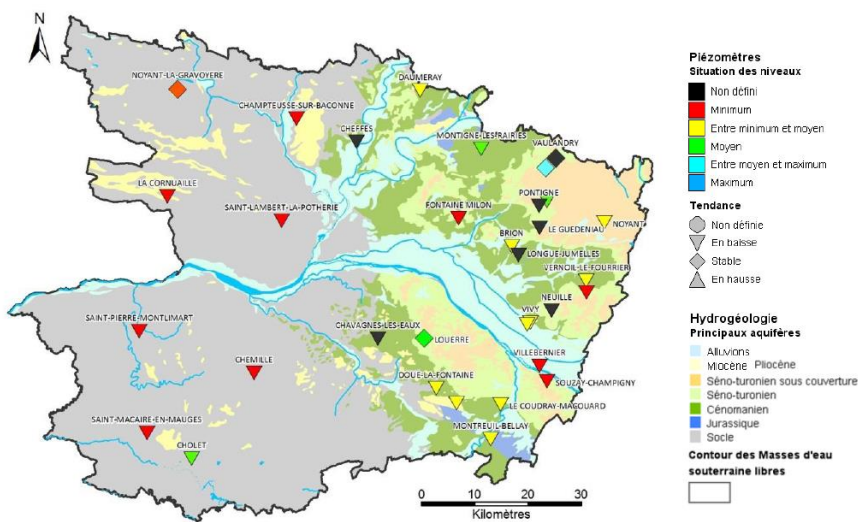 N
NOYANT-LA-GRAVOYERE
DAUMERAY
CHAMPTEUSSE-SUR-BACONNE
CHEFFES
MONTIGNE-LES-RAIRIES
VAULANDRY
LA CORNUAILLE
SAINT-LAMBERT-LA-POTHERIE
FONTAINE MILON
PONTIGNE
LE GUEDENIAU
NOYANT
BRION
LONGUE-JUMELLES
VERNOIL-LE-FOURRIER
NEUILLE
VIVY
SAINT-PIERRE-MONTLIMART
CHAVAGNES-LES-EAUX
LOUERRE
CHEMILLE
VILLEBERNIER
SOUZAY-CHAMPIGNY
DOUE-LA-FONTAINE
LE COUDRAY-MACOUARD
SAINT-MACAIRE-EN-MAUGES
CHOLET
MONTREUIL-BELLAY
0 10 20 30
Kilomètres
Piézomètres
Situation des niveaux
Non défini
Minimum
Entre minimum et moyen
Moyen
Entre moyen et maximum
Maximum
Tendance
Non définie
En baisse
Stable
En hausse
Hydrogéologie
Principaux aquifères
Alluvions
Miocène Pliocène
Séno-turonien sous couverture
Séno-turonien
Cénomanien
Jurassique
Socle
Contour des Masses d'eau
souterraine libres